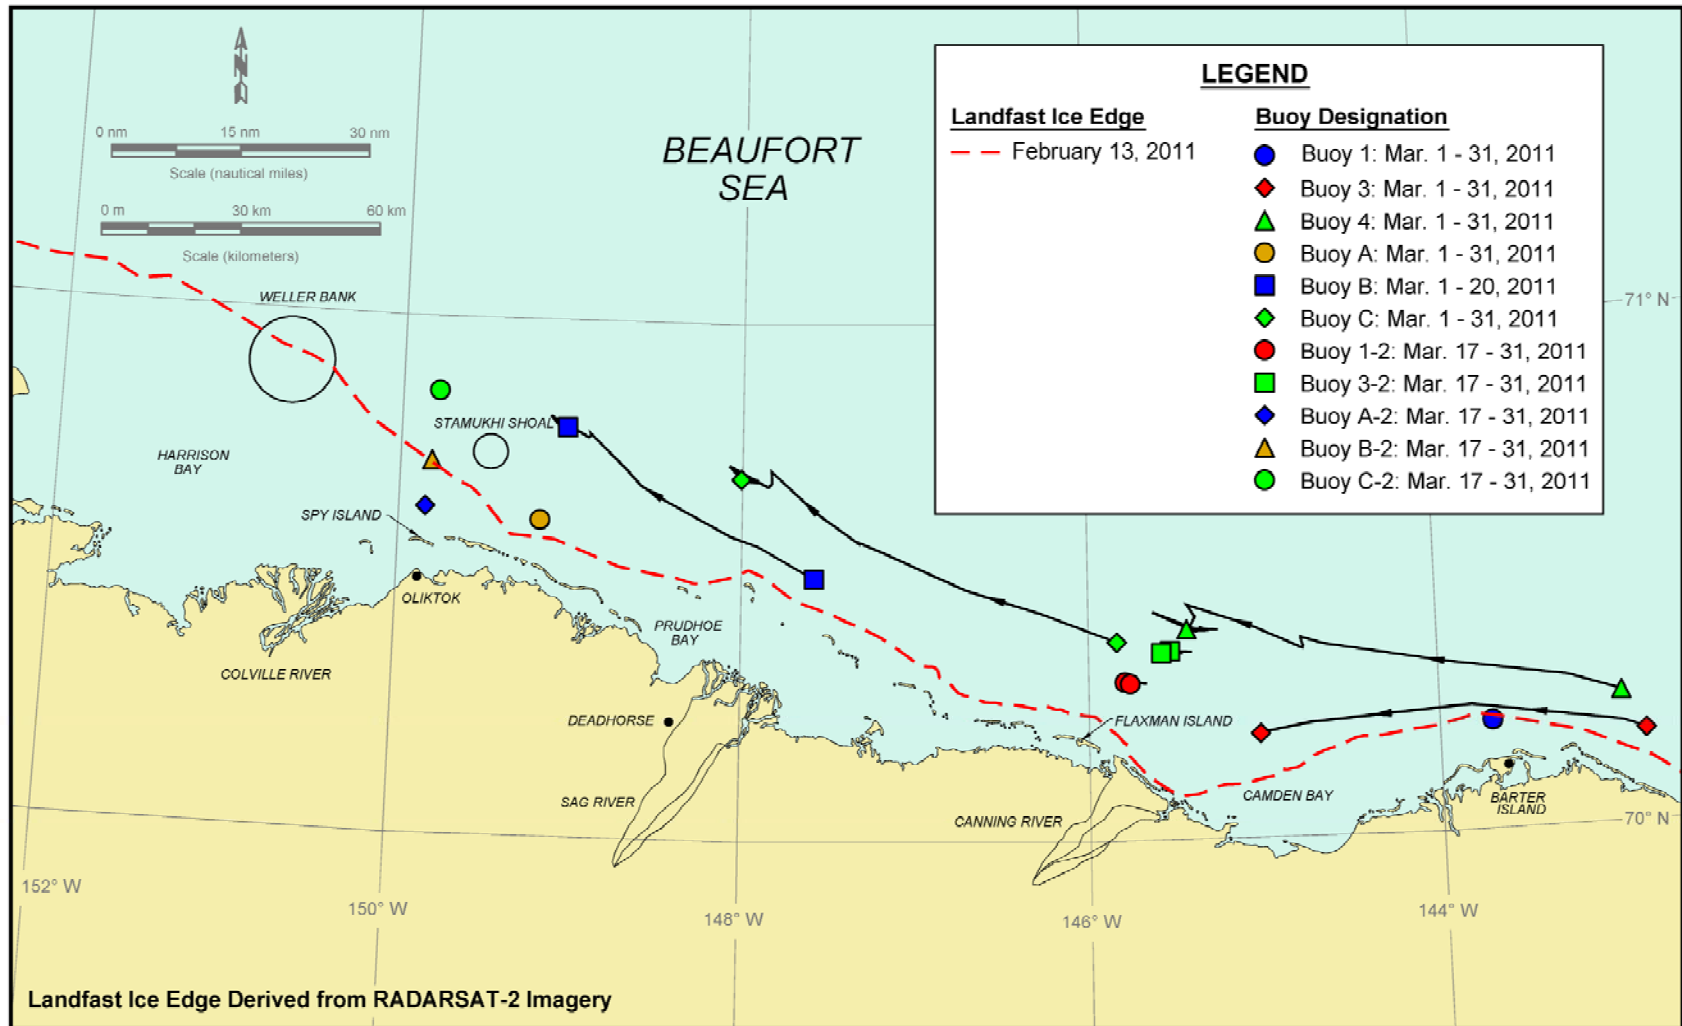 N
0 nm 15 nm 30 nm
Scale (nautical miles)
0 m 30 km 60 km
Scale (kilometers)
BEAUFORT
SEA
LEGEND
Landfast Ice Edge
February 13, 2011
Buoy Designation
Buoy 1: Mar. 1 - 31, 2011
Buoy 3: Mar. 1 - 31, 2011
Buoy 4: Mar. 1 - 31, 2011
Buoy A: Mar. 1 - 31, 2011
Buoy B: Mar. 1 - 20, 2011
Buoy C: Mar. 1 - 31, 2011
Buoy 1-2: Mar. 17 - 31, 2011
Buoy 3-2: Mar. 17 - 31, 2011
Buoy A-2: Mar. 17 - 31, 2011
Buoy B-2: Mar. 17 - 31, 2011
Buoy C-2: Mar. 17 - 31, 2011
WELLER BANK
71° N
STAMUKHI SHOAL
HARRISON
BAY
SPY ISLAND
OLIKTOK
PRUDHOE
BAY
COLVILLE RIVER
DEADHORSE
FLAXMAN ISLAND
SAG RIVER
CANNING RIVER
CAMDEN BAY
BARTER
ISLAND
70° N
152° W
150° W
148° W
146° W
144° W
Landfast Ice Edge Derived from RADARSAT-2 Imagery